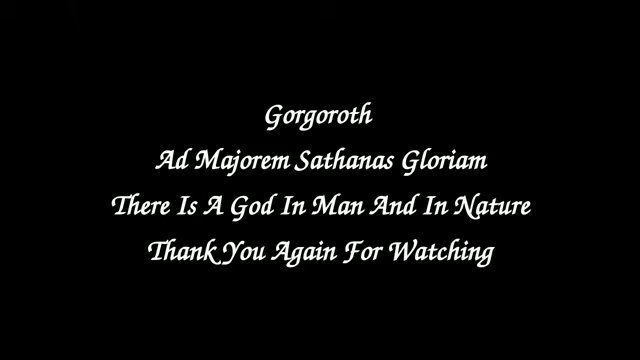 Gorgoroth
Ad Majorem Sathanas Gloriam
There Is A God In Man And In Nature
Thank You Again For Watching